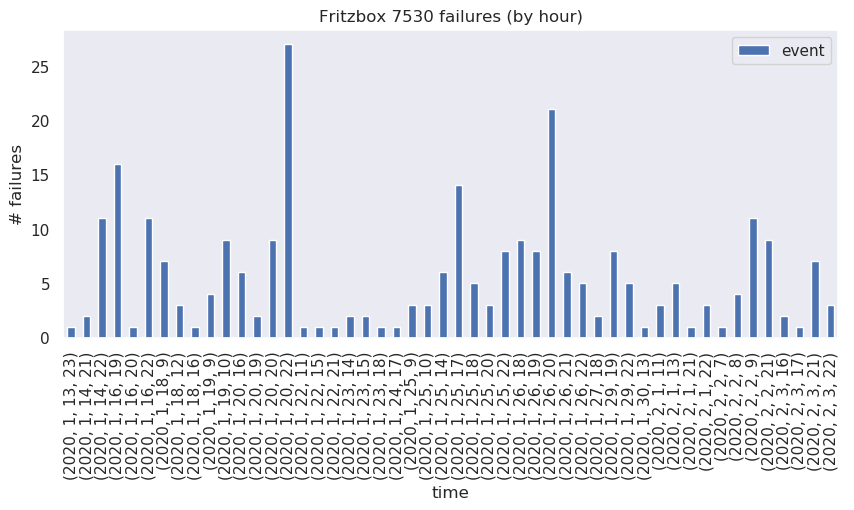 Fritzbox 7530 failures (by hour)
event
# failures
25
20
15
10
5
0
(2020, 1, 13, 23)
(2020, 1, 14, 21)
(2020, 1, 14, 22)
(2020, 1, 16, 19)
(2020, 1, 16, 20)
(2020, 1, 16, 22)
(2020, 1, 18, 9)
(2020, 1, 18, 12)
(2020, 1, 18, 16)
(2020, 1, 19, 9)
(2020, 1, 19, 10)
(2020, 1, 20, 16)
(2020, 1, 20, 19)
(2020, 1, 20, 20)
(2020, 1, 20, 22)
(2020, 1, 22, 11)
(2020, 1, 22, 15)
(2020, 1, 22, 21)
(2020, 1, 23, 14)
(2020, 1, 23, 15)
(2020, 1, 23, 18)
(2020, 1, 24, 17)
(2020, 1, 25, 9)
(2020, 1, 25, 10)
(2020, 1, 25, 14)
(2020, 1, 25, 17)
(2020, 1, 25, 18)
(2020, 1, 25, 20)
(2020, 1, 25, 22)
(2020, 1, 26, 18)
(2020, 1, 26, 19)
(2020, 1, 26, 20)
(2020, 1, 26, 21)
(2020, 1, 26, 22)
(2020, 1, 27, 18)
(2020, 1, 29, 19)
(2020, 1, 29, 22)
(2020, 1, 30, 13)
(2020, 2, 1, 11)
(2020, 2, 1, 13)
(2020, 2, 1, 21)
(2020, 2, 1, 22)
(2020, 2, 2, 7)
(2020, 2, 2, 8)
(2020, 2, 2, 9)
(2020, 2, 2, 21)
(2020, 2, 3, 16)
(2020, 2, 3, 17)
(2020, 2, 3, 21)
(2020, 2, 3, 22)
time